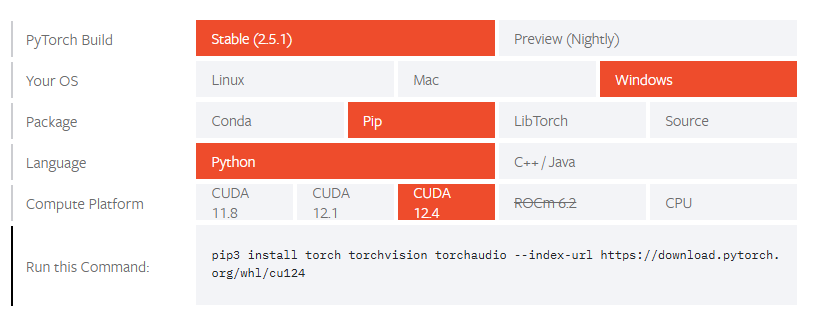 PyTorch Build
Stable (2.5.1)
Preview (Nightly)
Your OS
Linux
Mac
Windows
Package
Conda
Pip
LibTorch
Source
Language
Python
C++ / Java
Compute Platform
CUDA
11.8
CUDA
12.1
CUDA
12.4
ROCm 6.2
CPU
Run this Command:
pip3 install torch torchvision torchaudio --index-url https://download.pytorch.
org/whl/cu124